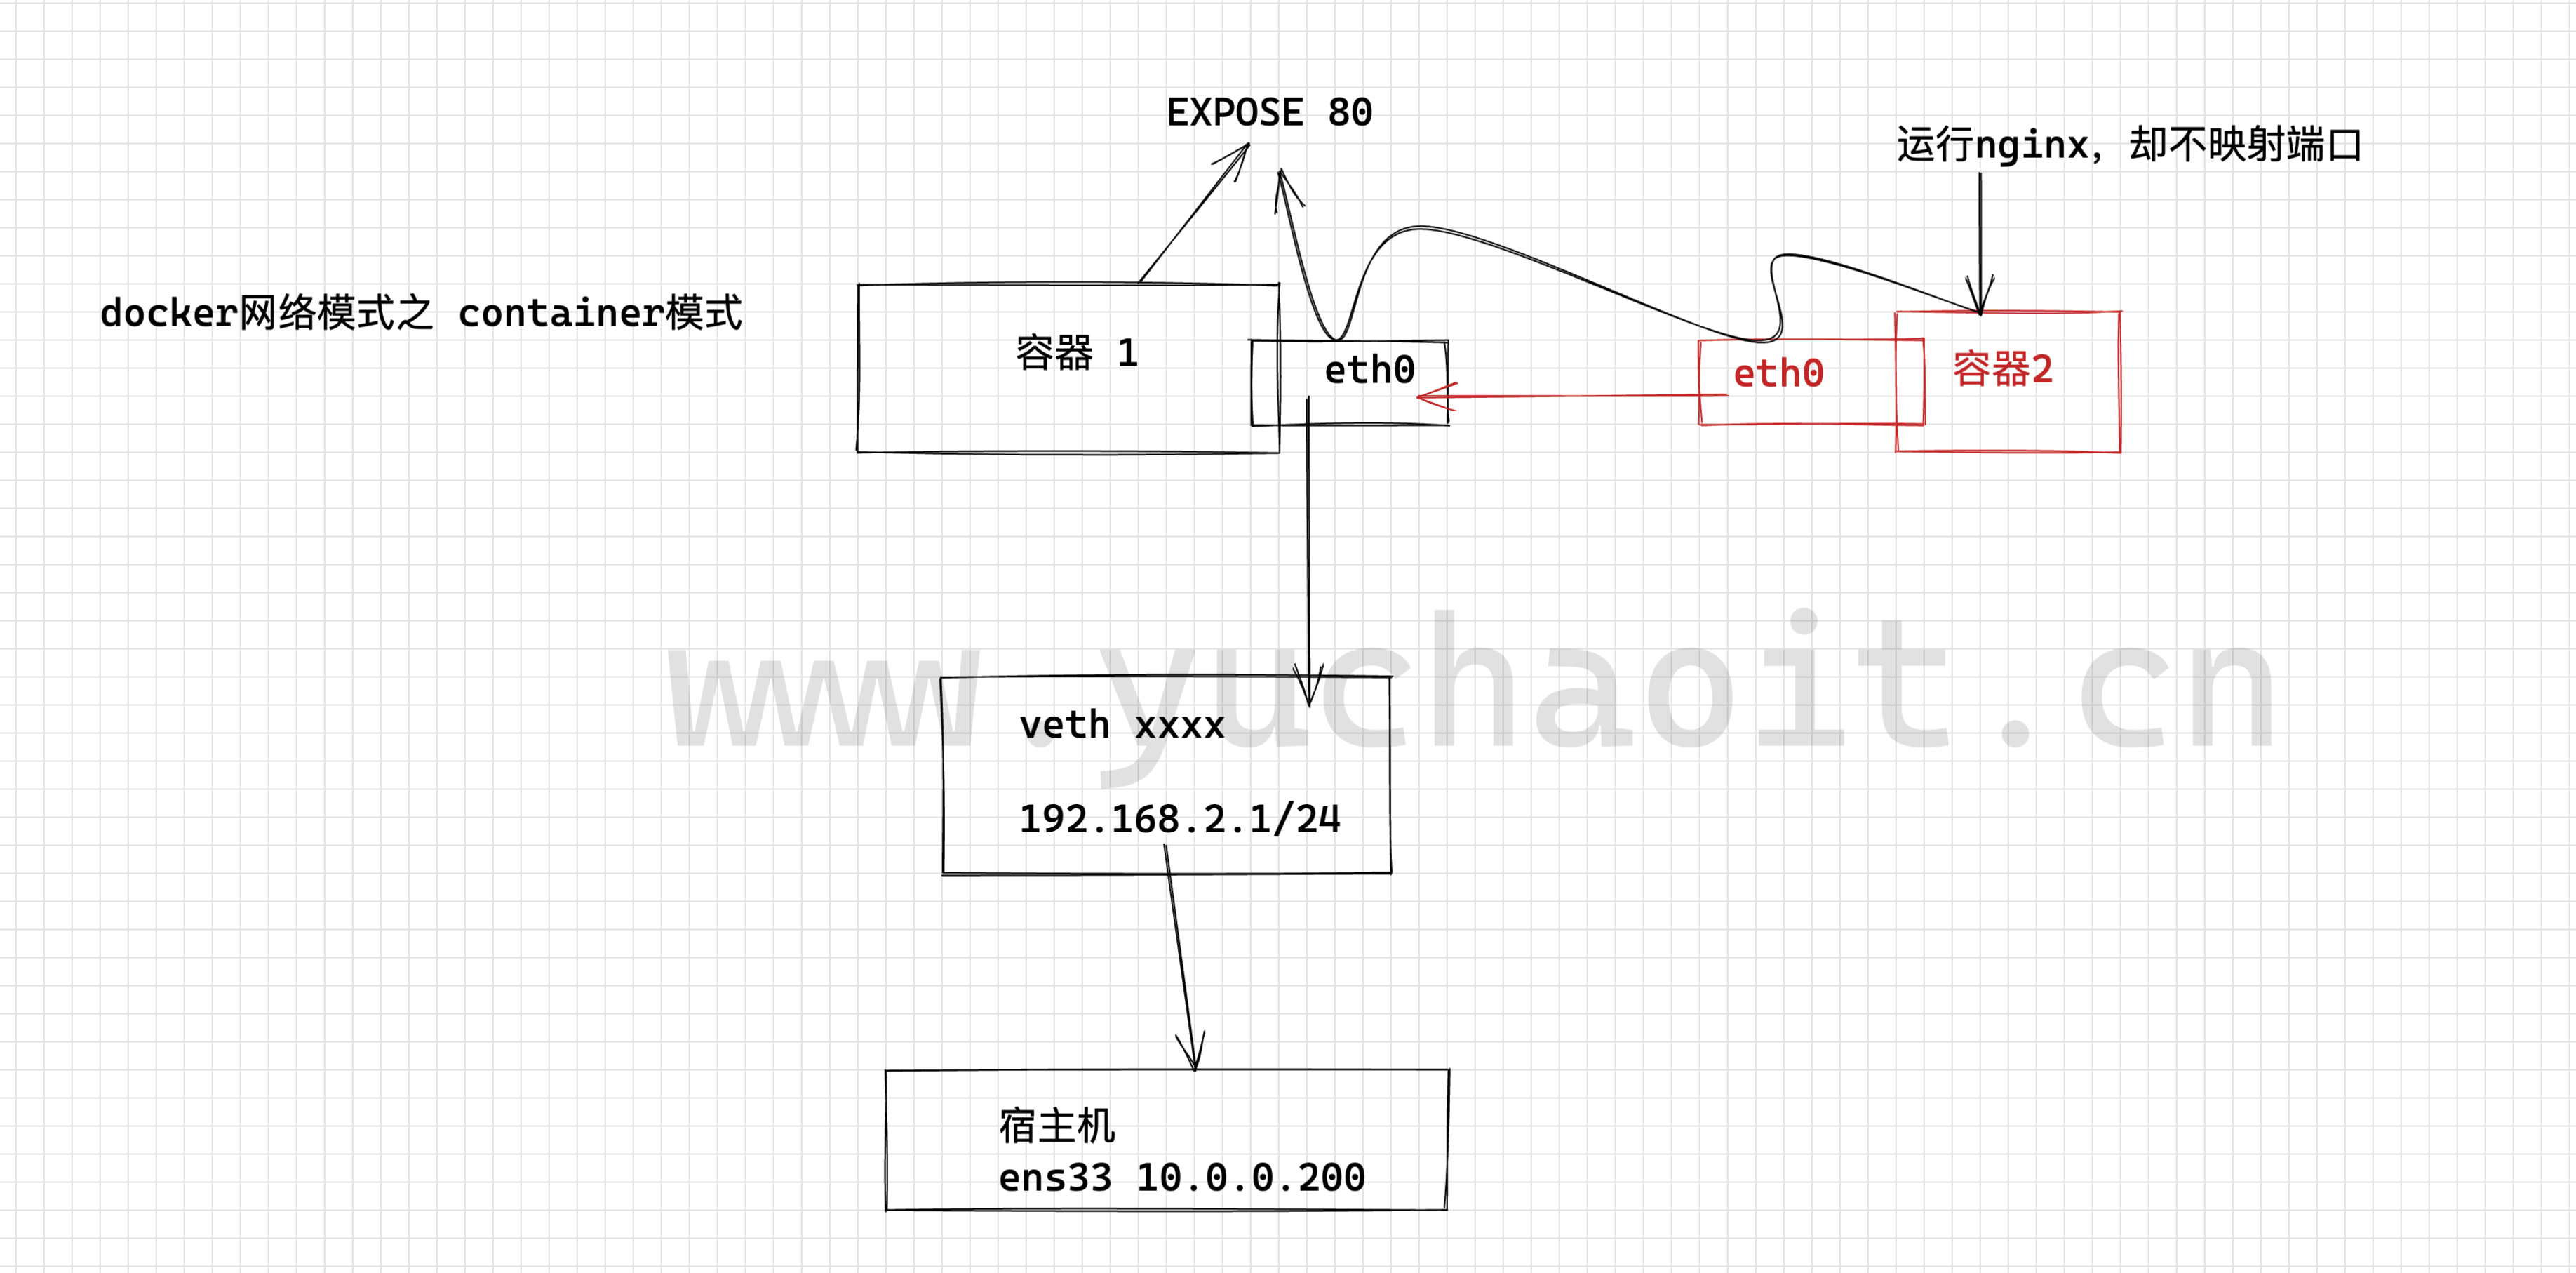 EXPOSE 80
运行nginx，却不映射端口
docker网络模式之 container模式
容器 1
eth0
eth0
容器2
www.yuchaoit.cn
veth xxxx
192.168.2.1/24
宿主机
ens33 10.0.0.200